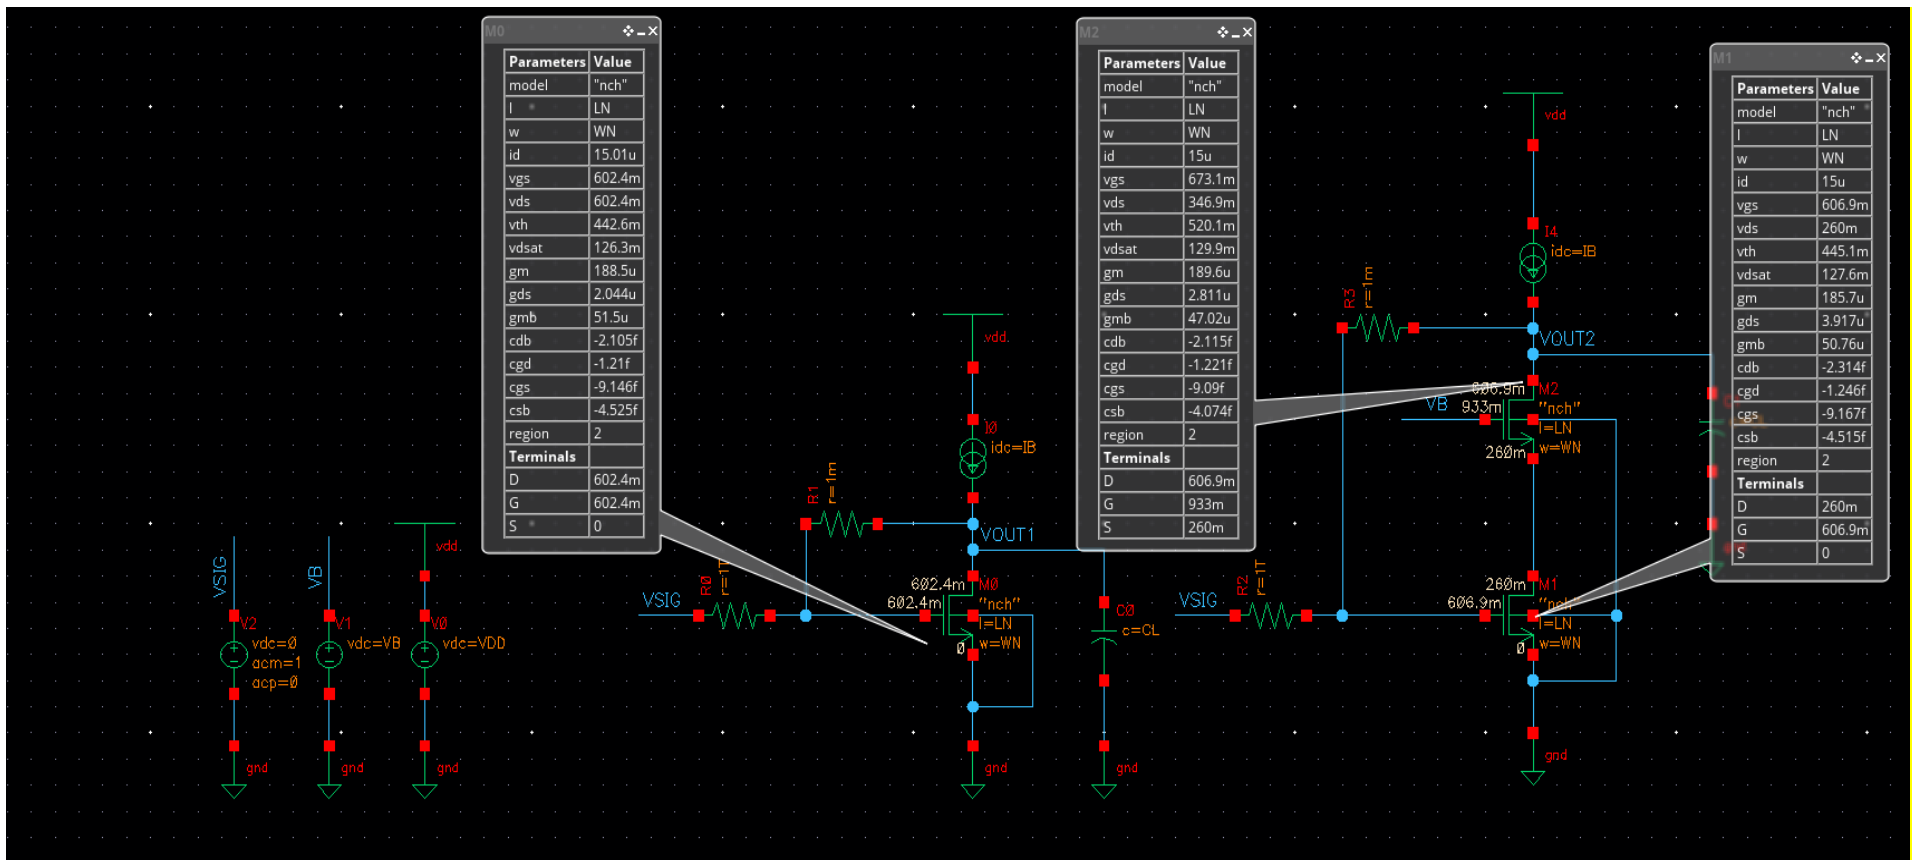 M0
Parameters Value
model "nch"
l LN
w WN
id 15.01u
vgs 602.4m
vds 602.4m
vth 442.6m
vdsat 126.3m
gm 188.5u
gds 2.044u
gmb 51.5u
cdb -2.105f
cgd -1.21f
cgs -9.146f
csb -4.525f
region 2
Terminals
D 602.4m
G 602.4m
S 0
M2
Parameters Value
model "nch"
l LN
w WN
id 15u
vgs 673.1m
vds 346.9m
vth 520.1m
vdsat 129.9m
gm 189.6u
gds 2.811u
gmb 47.02u
cdb -2.115f
cgd -1.221f
cgs -9.09f
csb -4.074f
region 2
Terminals
D 606.9m
G 933m
S 260m
M1
Parameters Value
model "nch"
l LN
w WN
id 15u
vgs 606.9m
vds 260m
vth 445.1m
vdsat 127.6m
gm 185.7u
gds 3.917u
gmb 50.76u
cdb -2.314f
cgd -1.246f
cgs -9.167f
csb -4.515f
region 2
Terminals
D 260m
G 606.9m
S 0
VSIG
V2
vdc=0
acm=1
acp=0
gnd
VB
V1
vdc=VB
gnd
vdd
V0
vdc=VDD
gnd
VSIG
R0
r=1T
R1
r=1m
vdd
I0
idc=IB
VOUT1
602.4m
602.4m
M0
"nch"
l=LN
w=WN
0
gnd
C0
c=CL
gnd
VSIG
R2
r=1T
R3
r=1m
vdd
I4
idc=IB
VOUT2
606.9m
M2
VB
933m
"nch"
l=LN
w=WN
260m
260m
M1
606.9m
"nch"
l=LN
w=WN
0
gnd